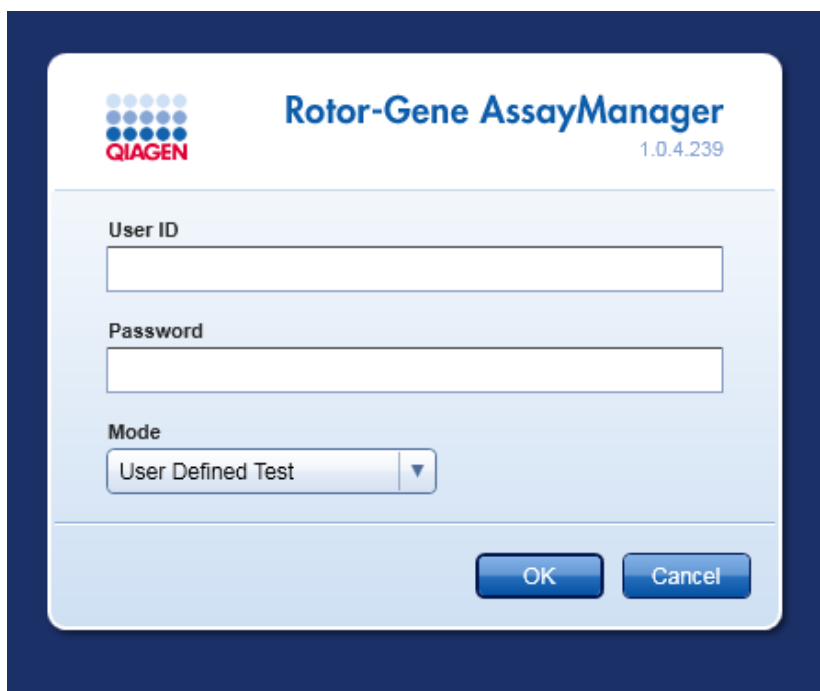 Rotor-Gene AssayManager
QIAGEN
1.0.4.239
User ID
Password
Mode
User Defined Test
OK Cancel